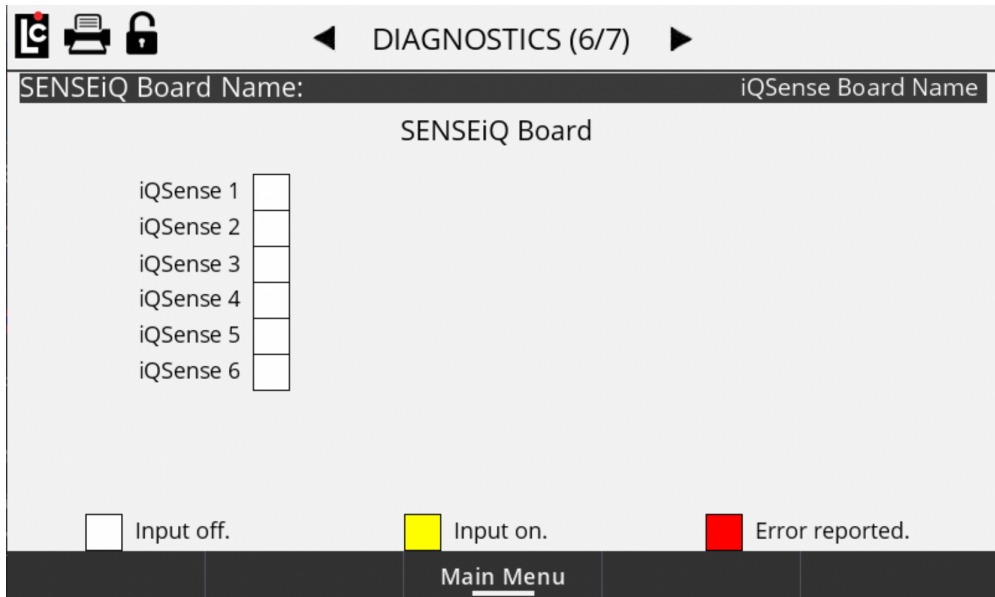 LC
DIAGNOSTICS (6/7)
SENSEiQ Board Name: iQSense Board Name
SENSEiQ Board
iQSense 1
iQSense 2
iQSense 3
iQSense 4
iQSense 5
iQSense 6
Input off. Input on. Error reported.
Main Menu